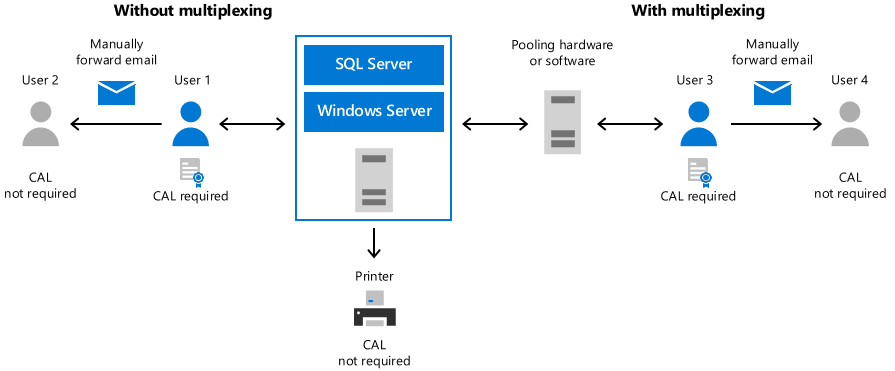 Without multiplexing
With multiplexing
Manually
forward email
User 2
User 1
CAL
not required
CAL required
SQL Server
Windows Server
Printer
CAL
not required
Pooling hardware
or software
Manually
forward email
User 3
User 4
CAL required
CAL
not required